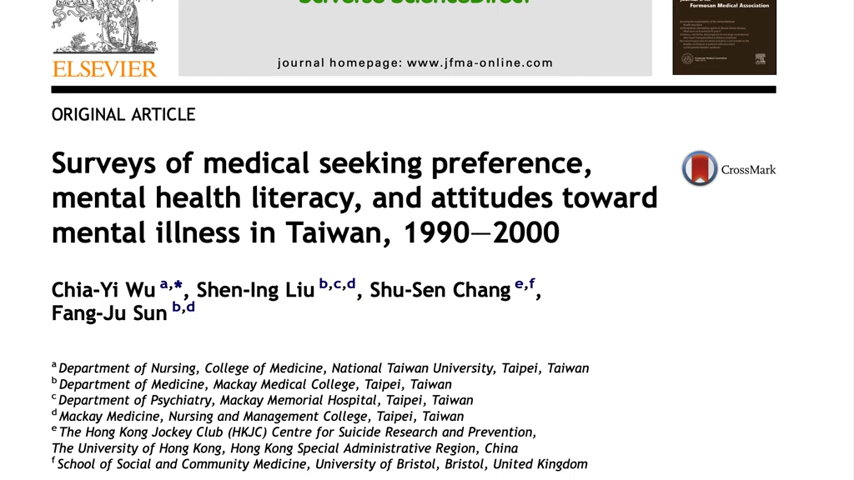 ELSEVIER
journal homepage: www.jfma-online.com
Formosan Medical Association
ORIGINAL ARTICLE
CrossMark
Surveys of medical seeking preference,
mental health literacy, and attitudes toward
mental illness in Taiwan, 1990–2000
Chia-Yi Wu a,*, Shen-Ing Liu b,c,d, Shu-Sen Chang e,f,
Fang-Ju Sun b,d
a Department of Nursing, College of Medicine, National Taiwan University, Taipei, Taiwan
b Department of Medicine, Mackay Medical College, Taipei, Taiwan
c Department of Psychiatry, Mackay Memorial Hospital, Taipei, Taiwan
d Mackay Medicine, Nursing and Management College, Taipei, Taiwan
e The Hong Kong Jockey Club (HKJC) Centre for Suicide Research and Prevention,
The University of Hong Kong, Hong Kong Special Administrative Region, China
f School of Social and Community Medicine, University of Bristol, Bristol, United Kingdom